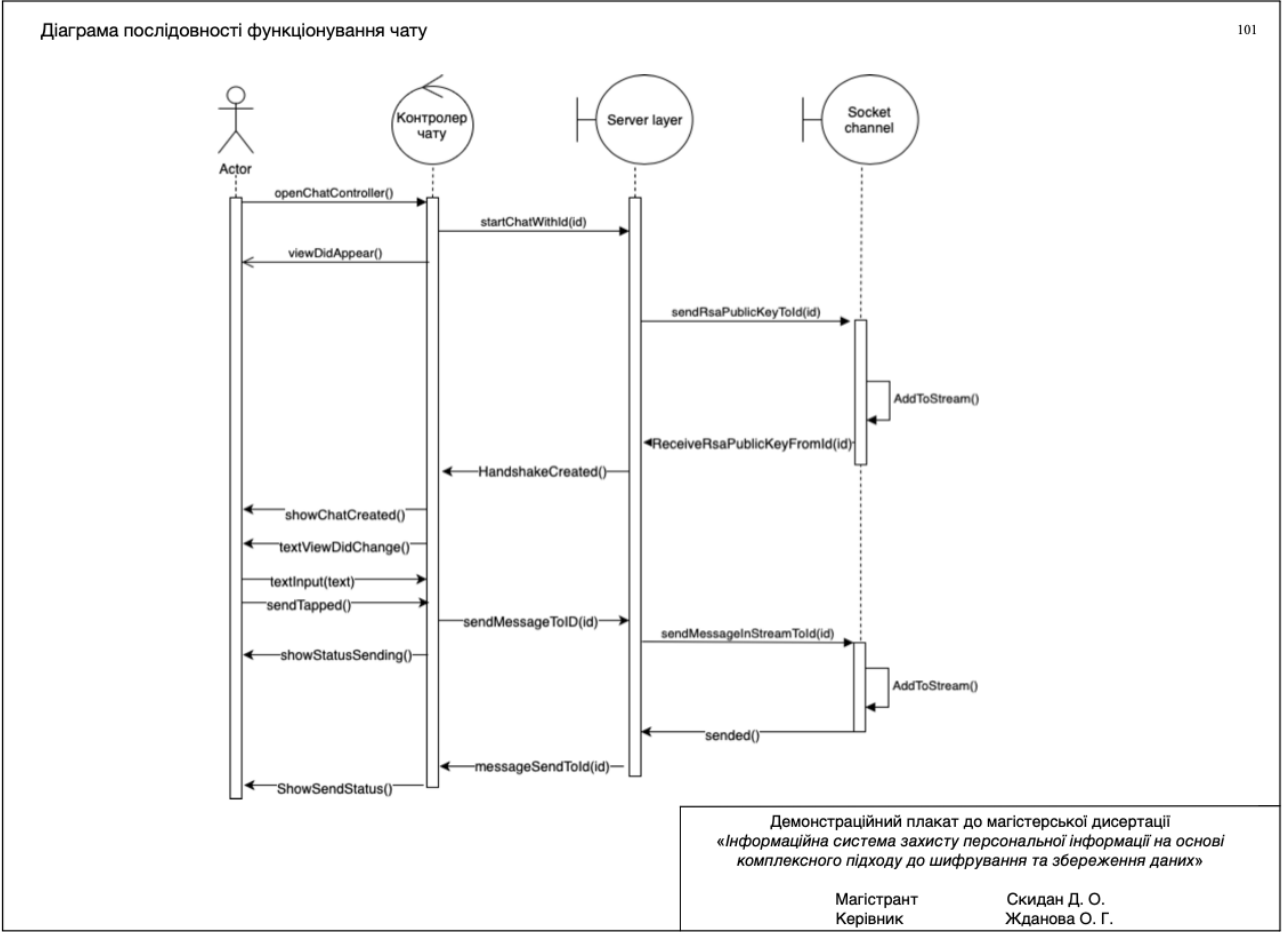 Діаграма послідовності функціонування чату
101
Контролер
чату
Server layer
Socket
channel
Actor
openChatController()
startChatWithId(id)
viewDidAppear()
sendRsaPublicKeyToId(id)
AddToStream()
ReceiveRsaPublicKeyFromId(id)
HandshakeCreated()
showChatCreated()
textViewDidChange()
textInput(text)
sendTapped()
sendMessageToID(id)
sendMessageInStreamToId(id)
showStatusSending()
AddToStream()
sended()
messageSendToId(id)
ShowSendStatus()
Демонстраційний плакат до магістерської дисертації
«Інформаційна система захисту персональної інформації на основі
комплексного підходу до шифрування та збереження даних»
Магістрант Скидан Д. О.
Керівник Жданова О. Г.